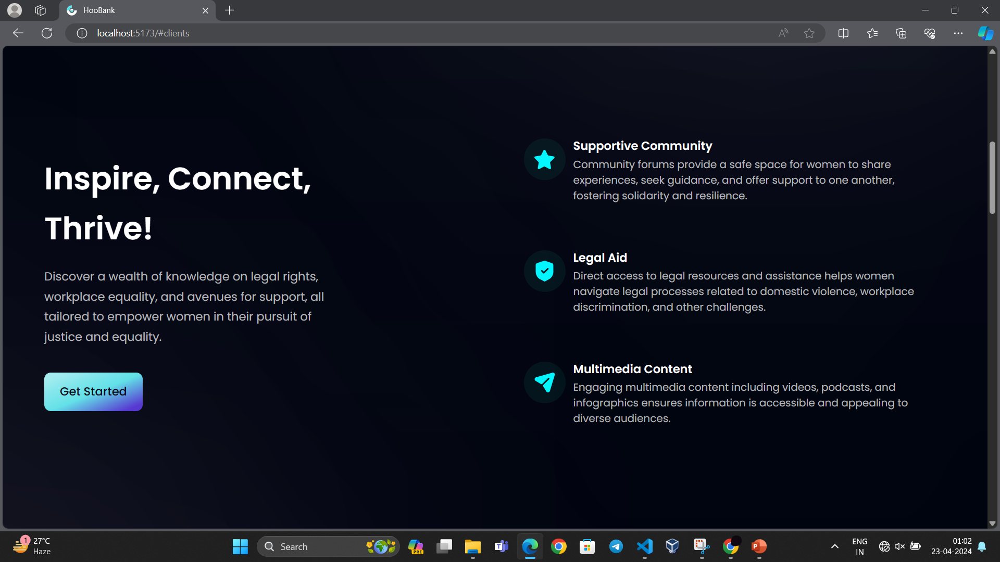 HooBank
localhost:5173/#clients
Inspire, Connect,
Thrive!
Discover a wealth of knowledge on legal rights,
workplace equality, and avenues for support, all
tailored to empower women in their pursuit of
justice and equality.
Get Started
Supportive Community
Community forums provide a safe space for women to share
experiences, seek guidance, and offer support to one another,
fostering solidarity and resilience.
Legal Aid
Direct access to legal resources and assistance helps women
navigate legal processes related to domestic violence, workplace
discrimination, and other challenges.
Multimedia Content
Engaging multimedia content including videos, podcasts, and
infographics ensures information is accessible and appealing to
diverse audiences.
1
27°C
Haze
Search
PRE
ENG
IN
01:02
23-04-2024